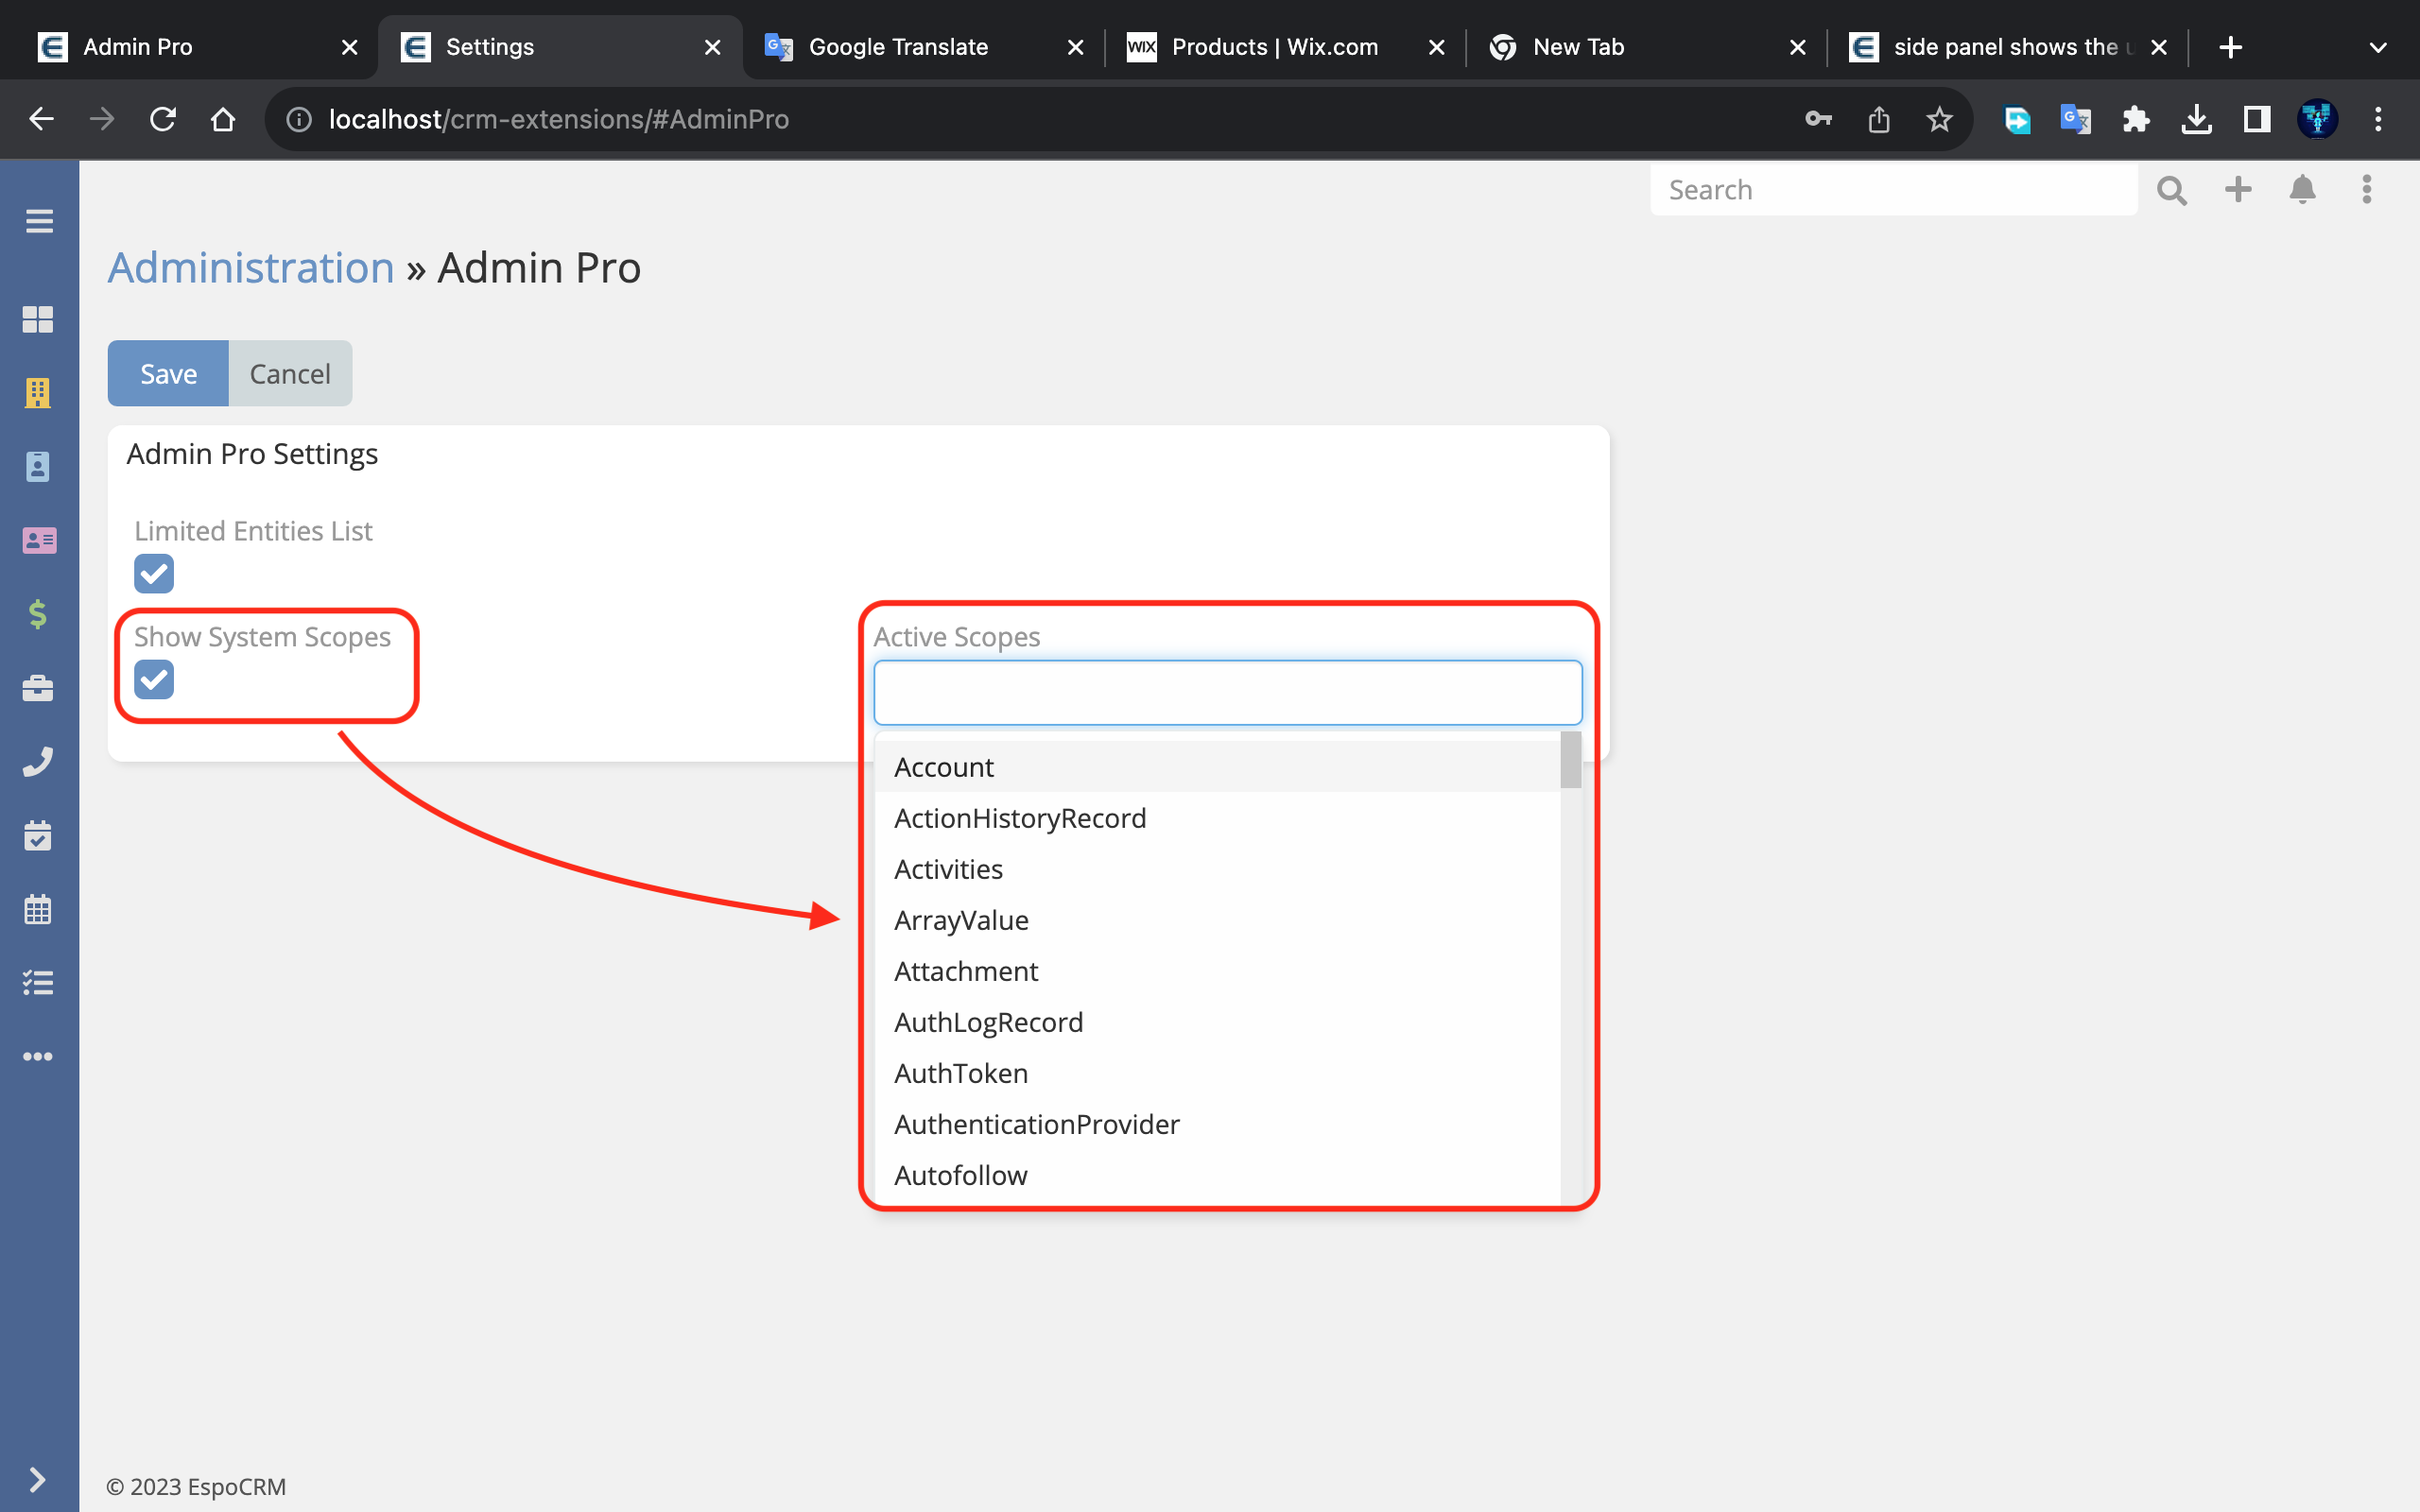 Admin Pro
Settings
Google Translate
WIX
Products | Wix.com
New Tab
side panel shows the
localhost/crm-extensions/#AdminPro
Search
Administration » Admin Pro
Save
Cancel
Admin Pro Settings
Limited Entities List
Show System Scopes
Active Scopes
Account
ActionHistoryRecord
Activities
ArrayValue
Attachment
AuthLogRecord
AuthToken
AuthenticationProvider
Autofollow
© 2023 EspoCRM